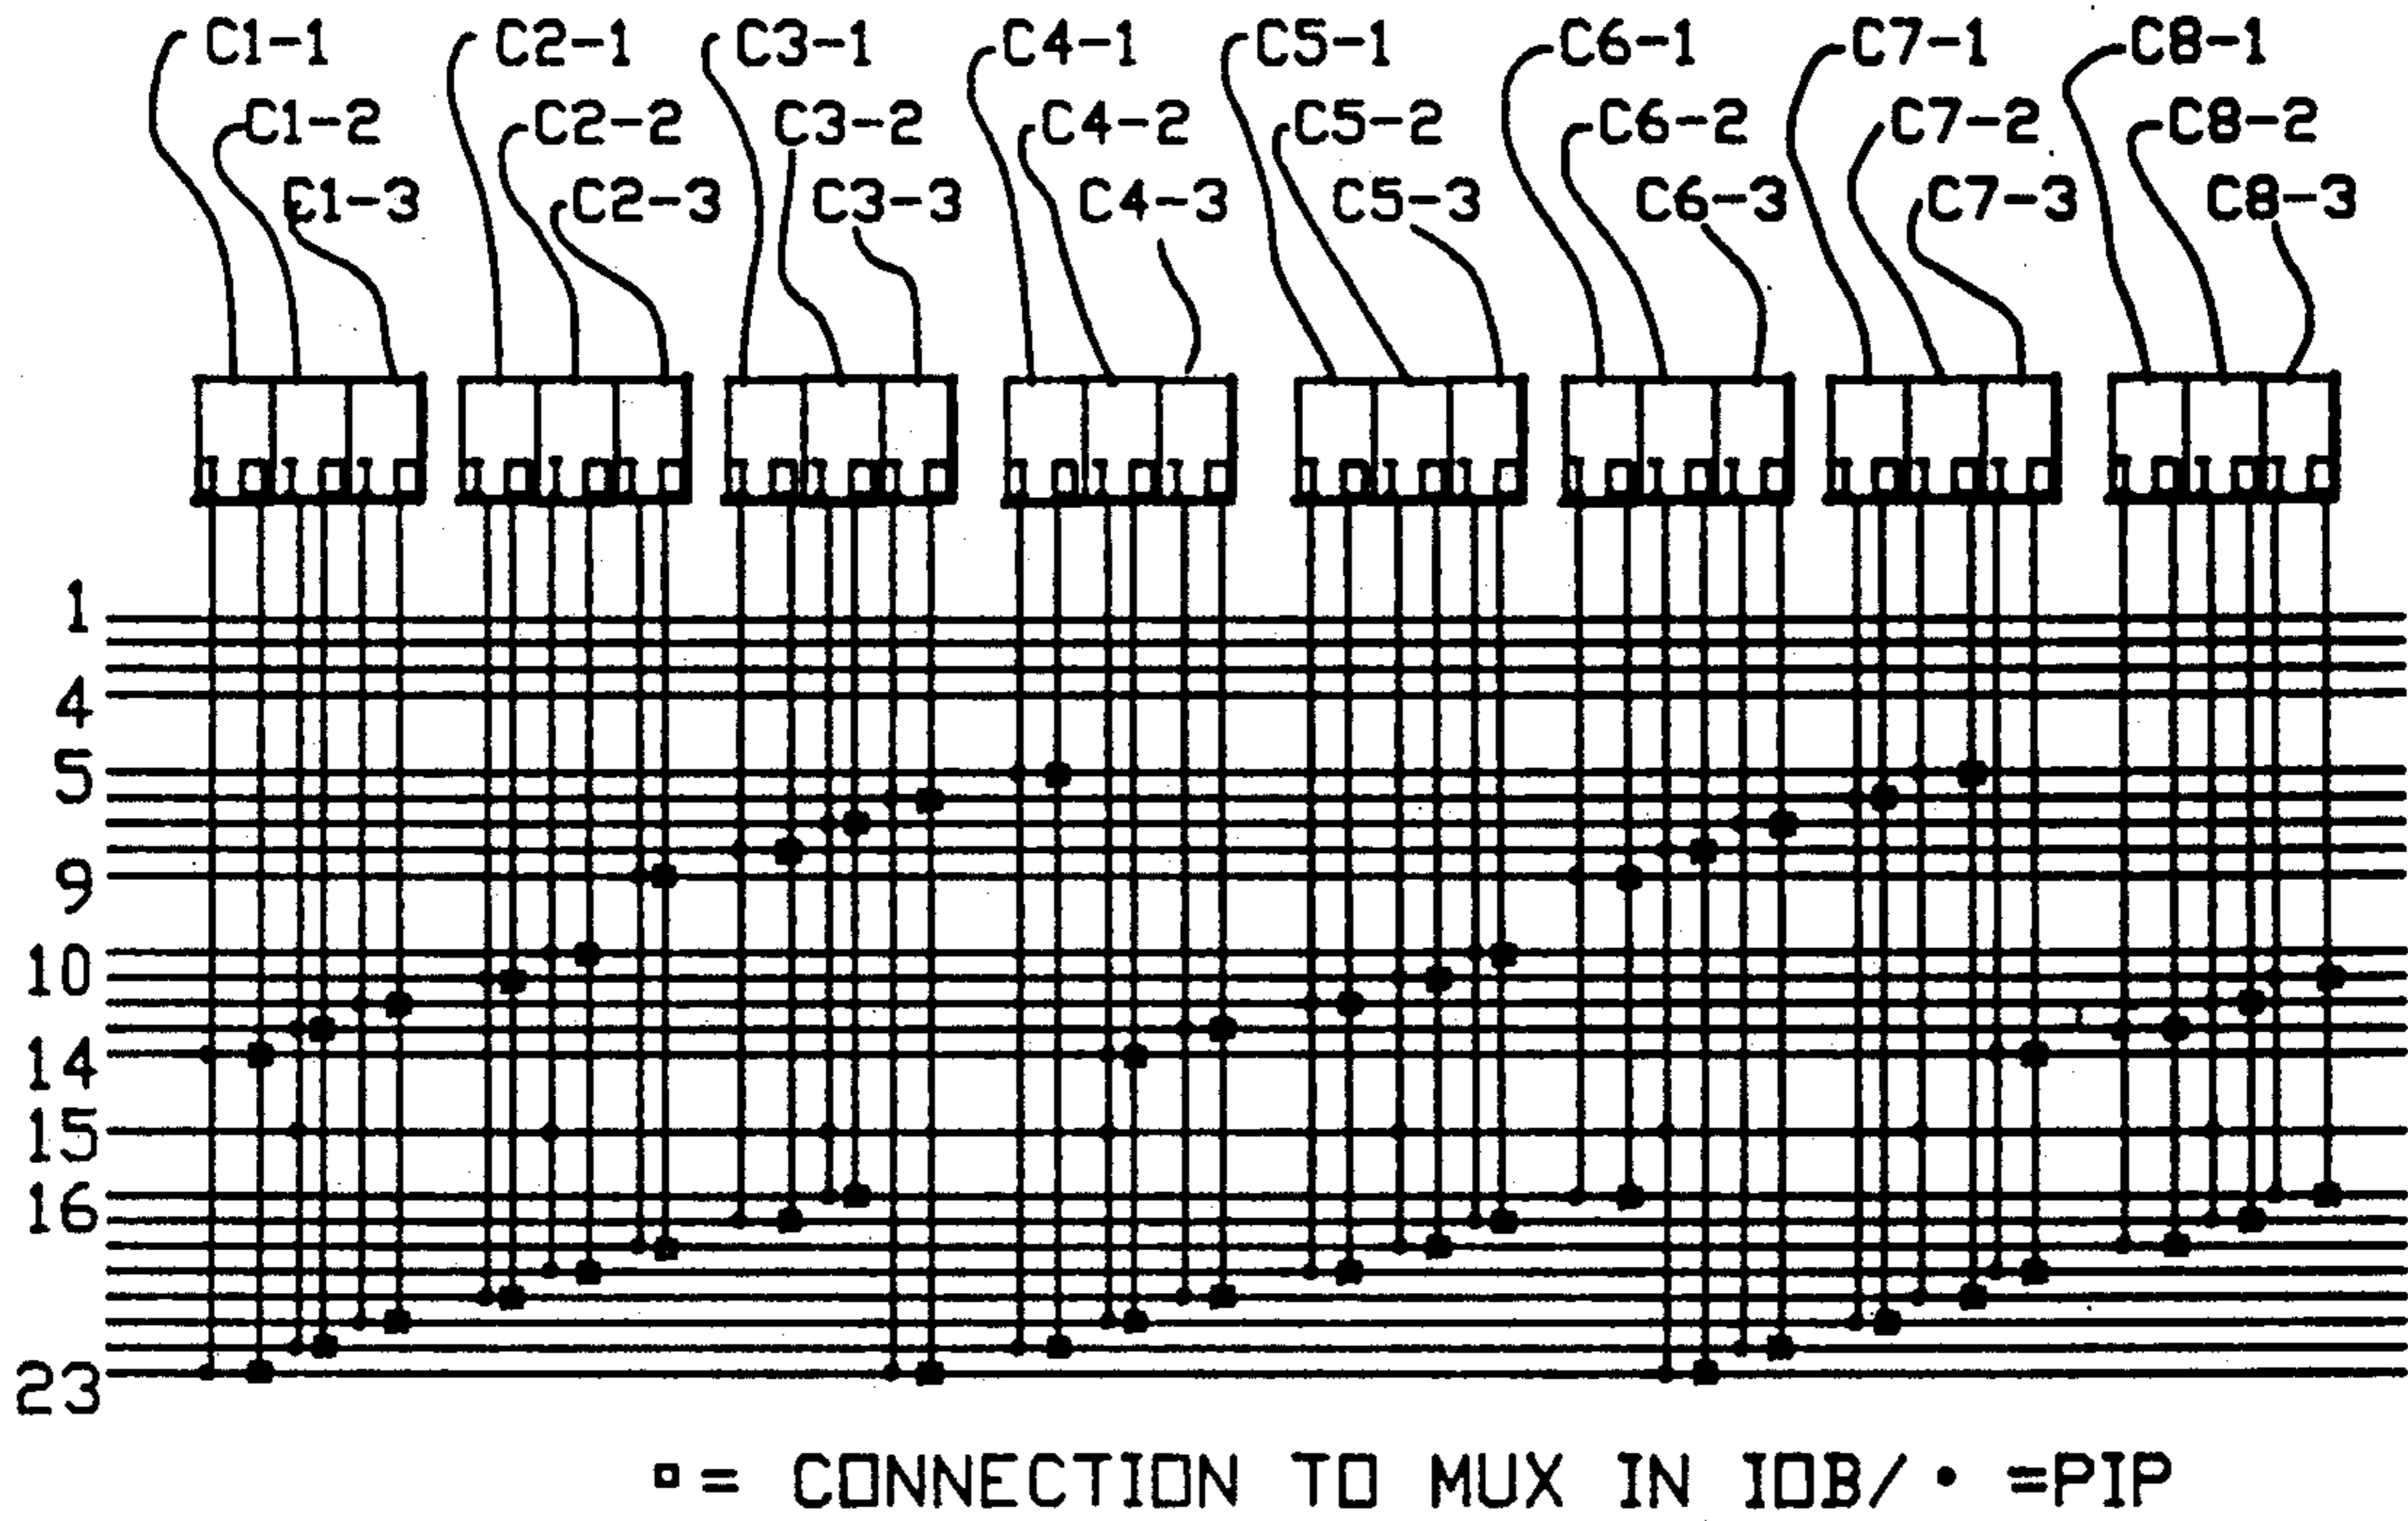 C1-1 C2-1 C3-1 C4-1 C5-1 C6-1 C7-1 C8-1
C1-2 C2-2 C3-2 C4-2 C5-2 C6-2 C7-2 C8-2
C1-3 C2-3 C3-3 C4-3 C5-3 C6-3 C7-3 C8-3
I O I O I O I O I O I O I O I O I O I O I O I O I O I O I O I O I O I O I O I O I O I O I O I O
1
4
5
9
10
14
15
16
23
▫ = CONNECTION TO MUX IN IOB/ • =PIP